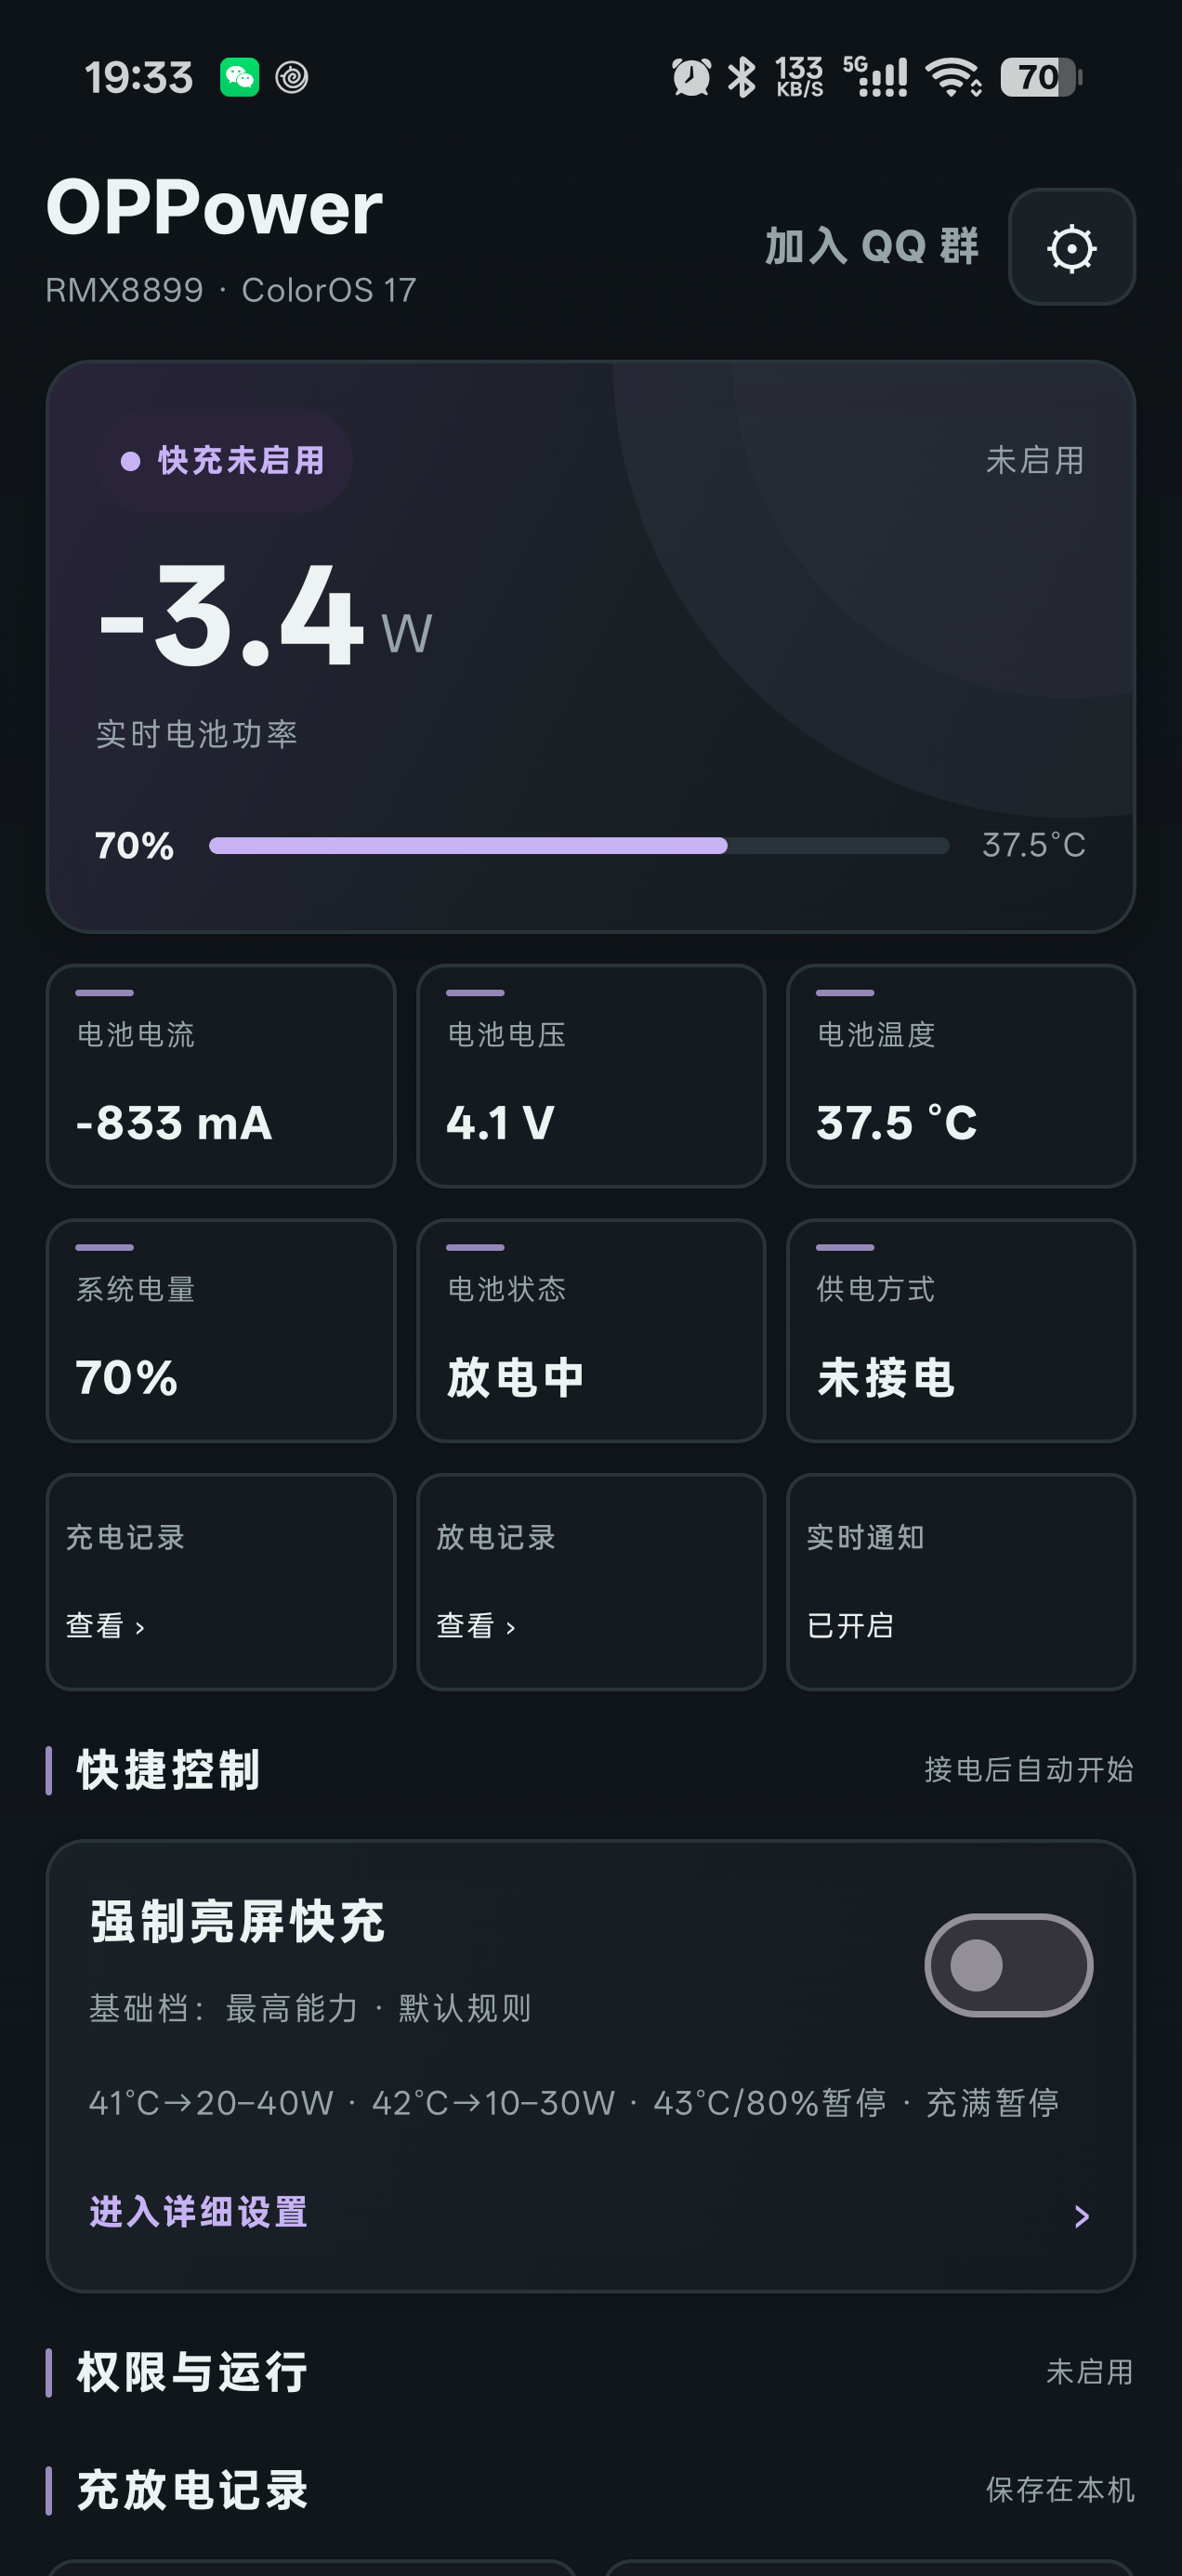 19:33
133 KB/S 5G 70
OPPower
加入 QQ 群
RMX8899 · ColorOS 17
快充未启用
未启用
-3.4 W
实时电池功率
70%
37.5°C
电池电流
电池电压
电池温度
-833 mA
4.1 V
37.5 °C
系统电量
电池状态
供电方式
70%
放电中
未接电
充电记录
放电记录
实时通知
查看 ›
查看 ›
已开启
快捷控制
接电后自动开始
强制亮屏快充
基础档：最高能力 · 默认规则
41°C→20–40W · 42°C→10–30W · 43°C/80%暂停 · 充满暂停
进入详细设置 ›
权限与运行
未启用
充放电记录
保存在本机